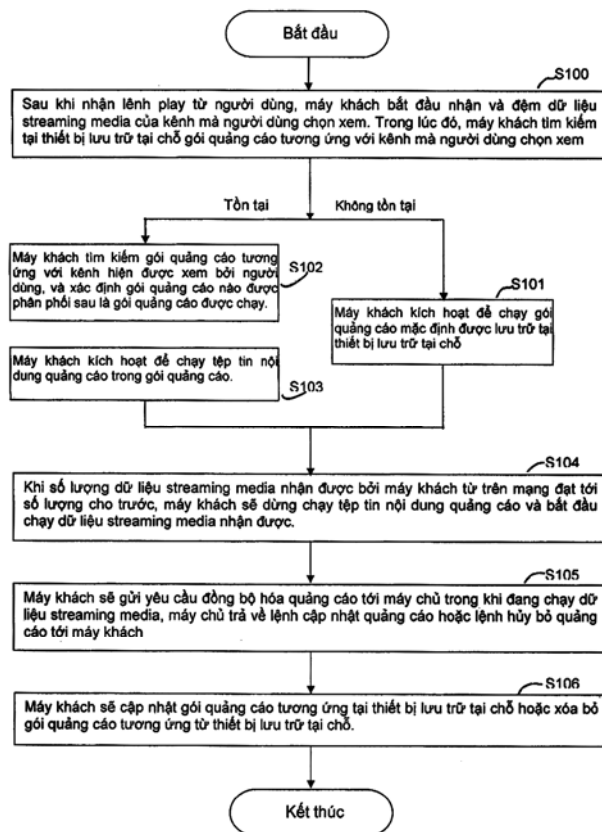 Bắt đầu
S100
Sau khi nhận lênh play từ người dùng, máy khách bắt đầu nhận và đệm dữ liệu
streaming media của kênh mà người dùng chọn xem. Trong lúc đó, máy khách tìm kiếm
tại thiết bị lưu trữ tại chỗ gói quảng cáo tương ứng với kênh mà người dùng chọn xem
Tồn tại
Không tồn tại
Máy khách tìm kiếm gói quảng cáo tương
ứng với kênh hiện được xem bởi người
dùng, và xác định gói quảng cáo nào được
phân phối sau là gói quảng cáo được chạy.
S102
S101
Máy khách kích hoạt để chạy gói
quảng cáo mặc định được lưu trữ tại
thiết bị lưu trữ tại chỗ
Máy khách kích hoạt để chạy tệp tin nội
dung quảng cáo trong gói quảng cáo.
S103
S104
Khi số lượng dữ liệu streaming media nhận được bởi máy khách từ trên mạng đạt tới
số lượng cho trước, máy khách sẽ dừng chạy tệp tin nội dung quảng cáo và bắt đầu
chạy dữ liệu streaming media nhận được.
S105
Máy khách sẽ gửi yêu cầu đồng bộ hóa quảng cáo tới máy chủ trong khi đang chạy dữ
liệu streaming media, máy chủ trả về lệnh cập nhật quảng cáo hoặc lệnh hủy bỏ quảng
cáo tới máy khách
S106
Máy khách sẽ cập nhật gói quảng cáo tương ứng tại thiết bị lưu trữ tại chỗ hoặc xóa bỏ
gói quảng cáo tương ứng từ thiết bị lưu trữ tại chỗ.
Kết thúc